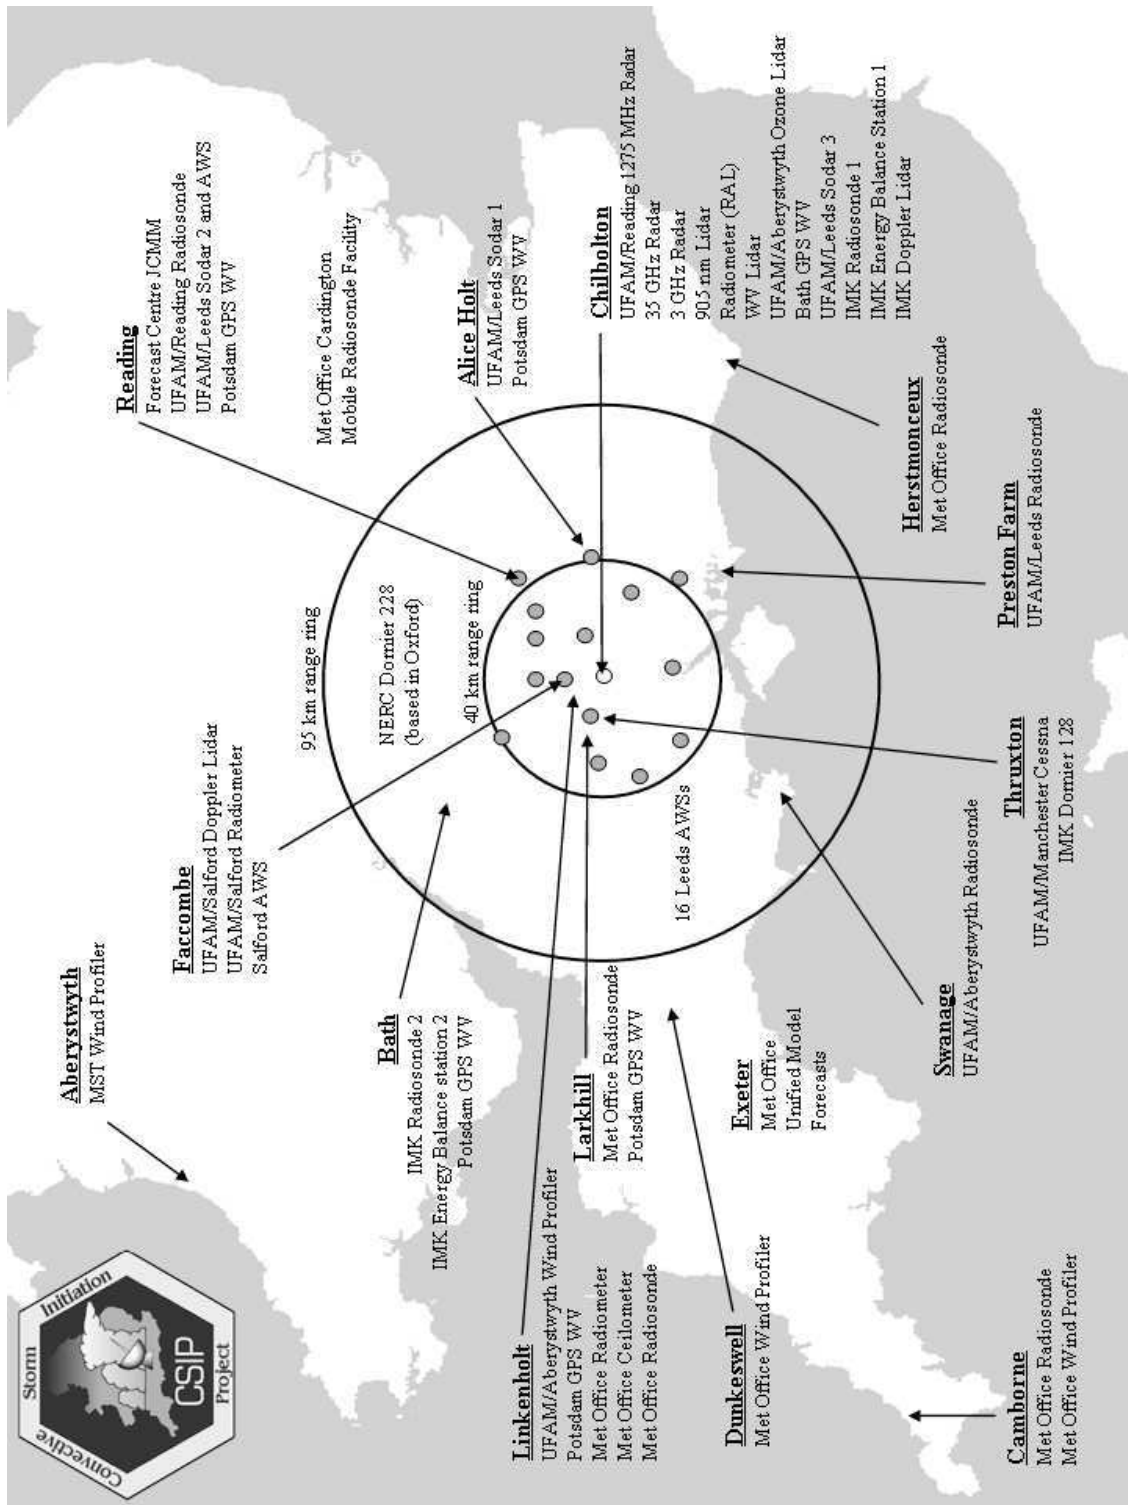 Convective
Storm
Initiation
CSIP
Project
Aberystwyth
MST Wind Profiler
Reading
Forecast Centre JCMM
UFAM/Reading Radiosonde
UFAM/Leeds Sodar 2 and AWS
Potsdam GPS WV
Faccombe
UFAM/Salford Doppler Lidar
UFAM/Salford Radiometer
Salford AWS
95 km range ring
Met Office Cardington
Mobile Radiosonde Facility
NERC Dornier 228
(based in Oxford)
40 km range ring
Bath
IMK Radiosonde 2
IMK Energy Balance station 2
Potsdam GPS WV
Alice Holt
UFAM/Leeds Sodar 1
Potsdam GPS WV
Linkenholt
UFAM/Aberystwyth Wind Profiler
Potsdam GPS WV
Met Office Radiometer
Met Office Ceilometer
Met Office Radiosonde
Larkhill
Met Office Radiosonde
Potsdam GPS WV
Chilbolton
UFAM/Reading 1275 MHz Radar
35 GHz Radar
3 GHz Radar
905 nm Lidar
Radiometer (RAL)
WV Lidar
UFAM/Aberystwyth Ozone Lidar
Bath GPS WV
UFAM/Leeds Sodar 3
IMK Radiosonde 1
IMK Energy Balance Station 1
IMK Doppler Lidar
16 Leeds AWSs
Dunkeswell
Met Office Wind Profiler
Exeter
Met Office
Unified Model
Forecasts
Herstmonceux
Met Office Radiosonde
Swanage
UFAM/Aberystwyth Radiosonde
Preston Farm
UFAM/Leeds Radiosonde
Thruxton
UFAM/Manchester Cessna
IMK Dornier 128
Camborne
Met Office Radiosonde
Met Office Wind Profiler